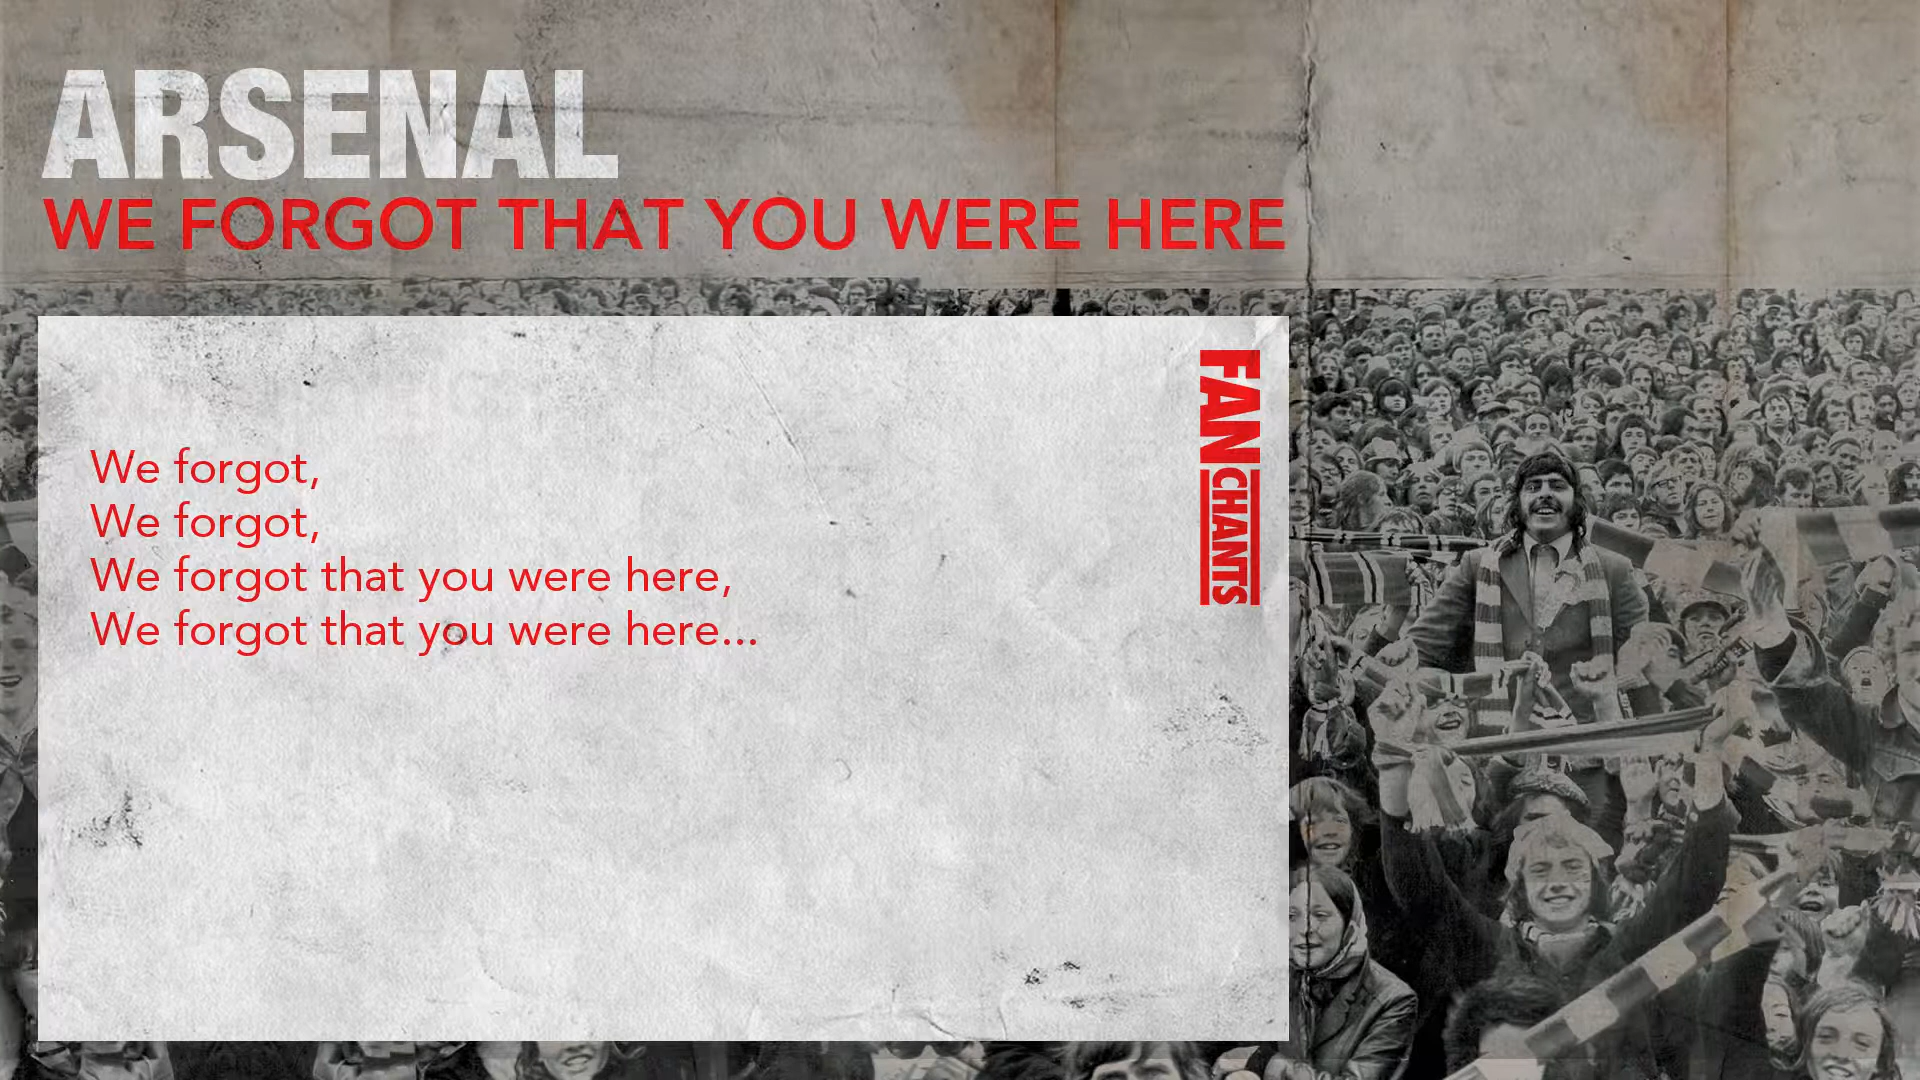 ARSENAL
WE FORGOT THAT YOU WERE HERE
FAN CHANTS
We forgot,
We forgot,
We forgot that you were here,
We forgot that you were here...